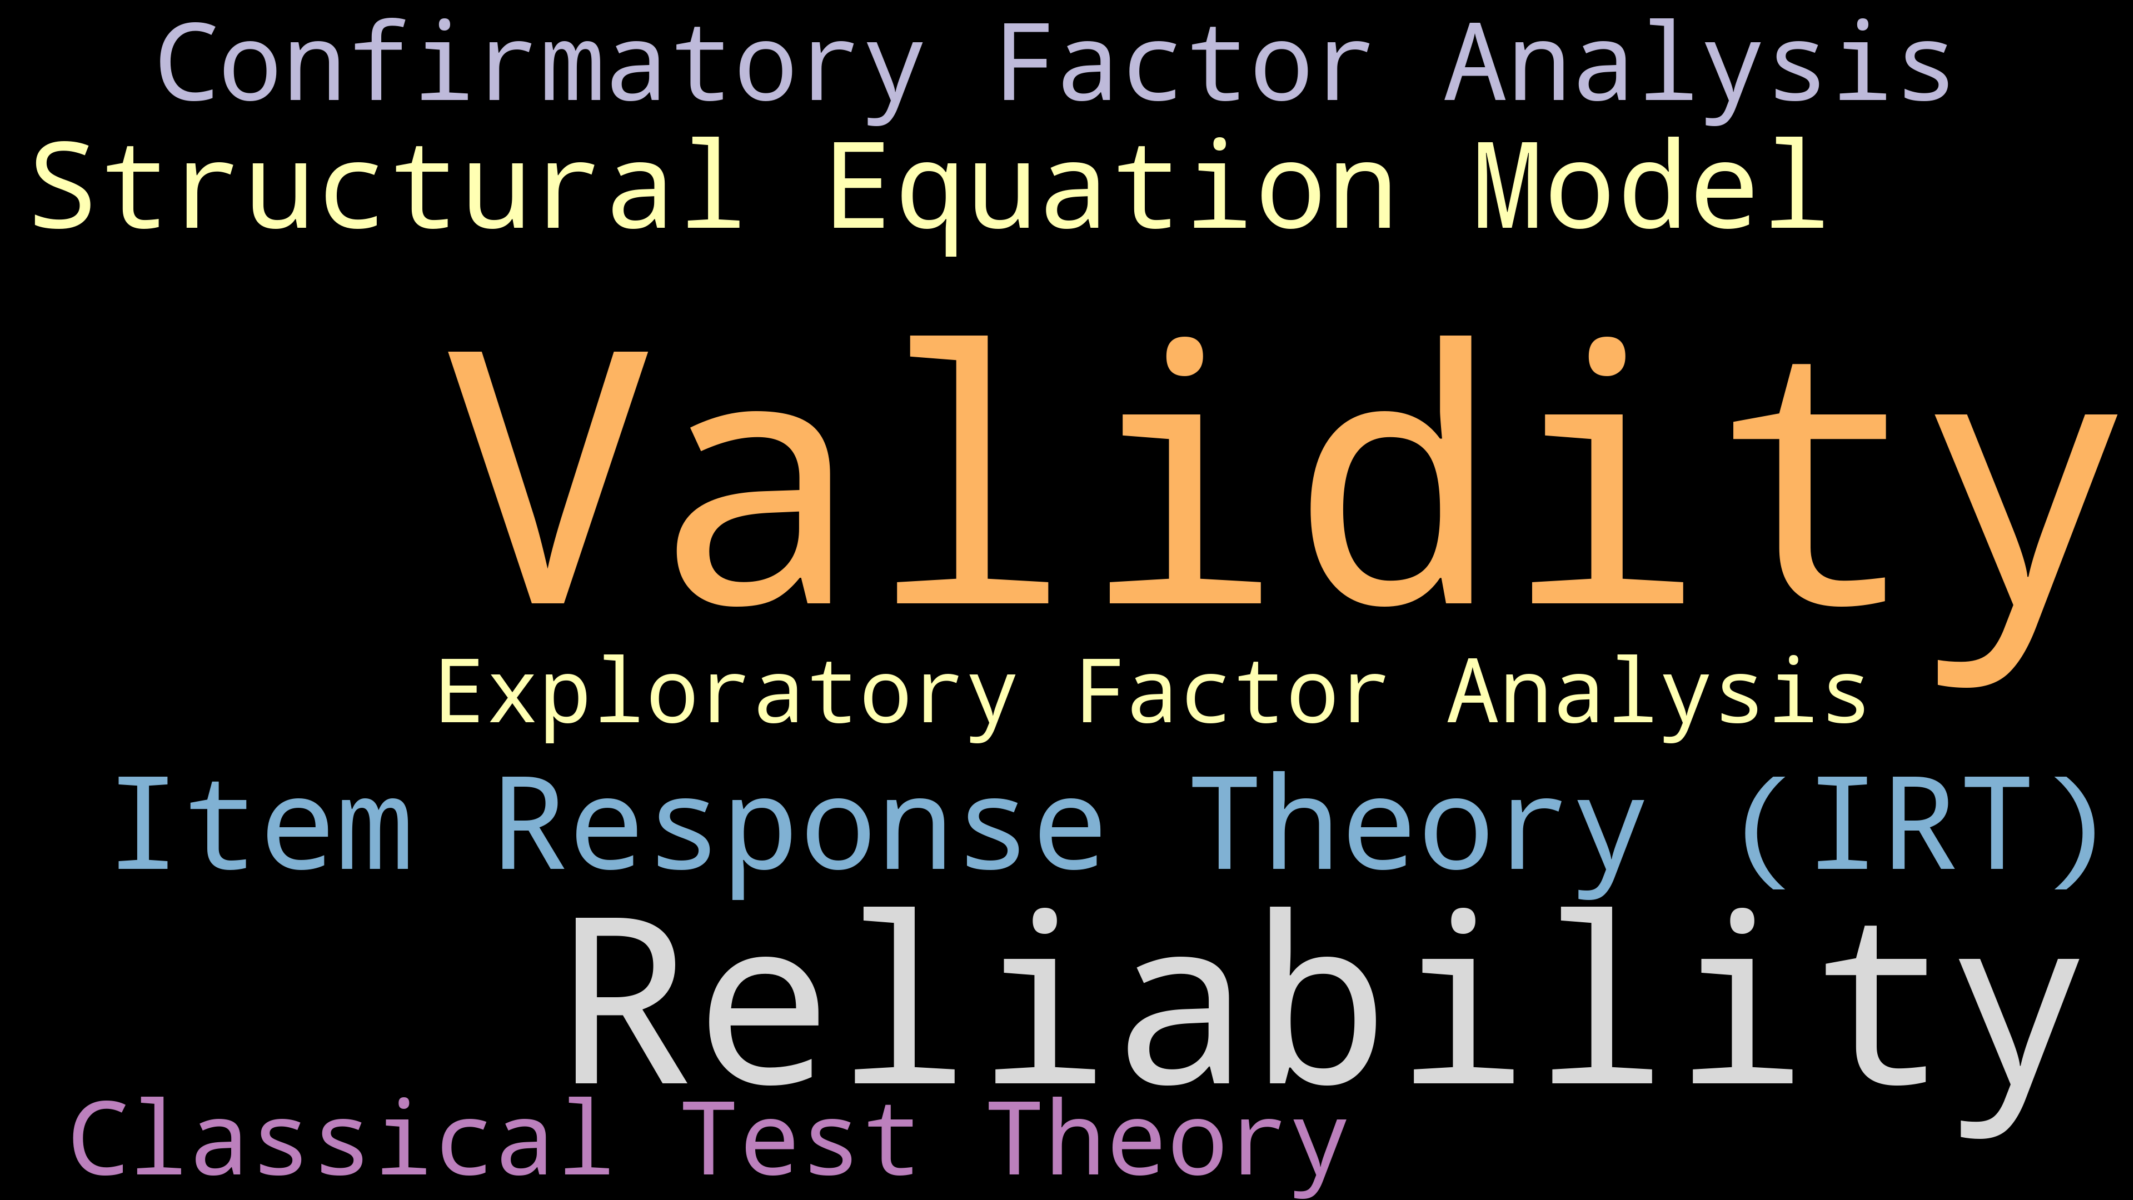 Confirmatory Factor Analysis
Structural Equation Model
Validity
Exploratory Factor Analysis
Item Response Theory (IRT)
Reliability
Classical Test Theory